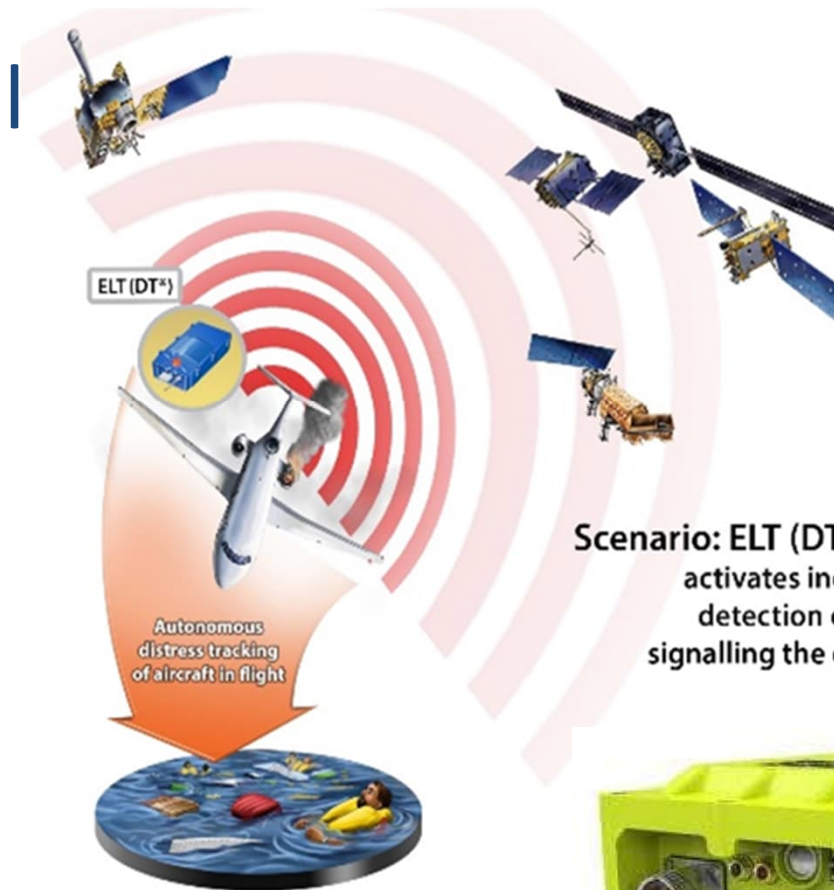 ELT (DT*)
Autonomous
distress tracking
of aircraft in flight
Scenario: ELT (DT
activates in
detection
signalling the